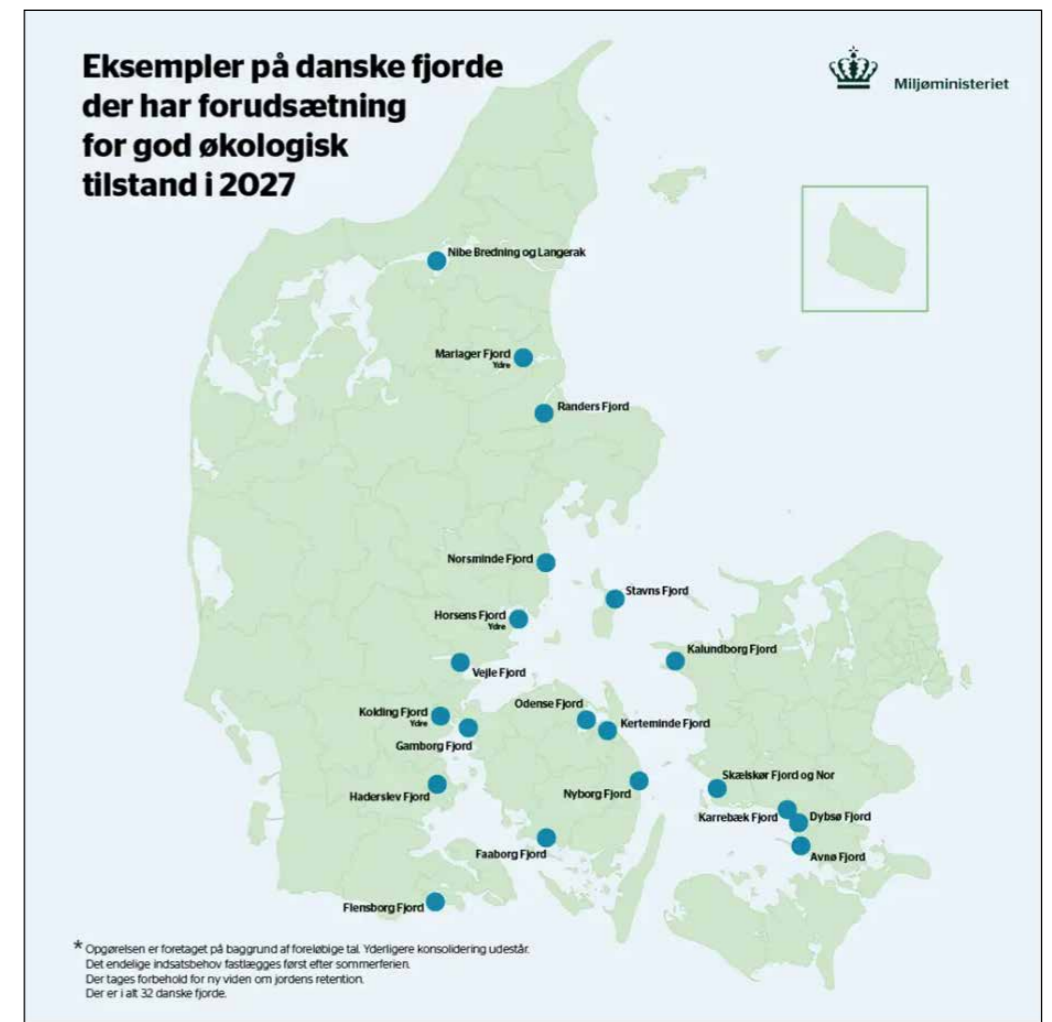 Eksempler på danske fjorde
der har forudsætning
for god økologisk
tilstand i 2027
Miljøministeriet
Nibe Bredning og Langerak
Mariager Fjord
Ydre
Randers Fjord
Norsminde Fjord
Stavns Fjord
Horsens Fjord
Ydre
Kalundborg Fjord
Vejle Fjord
Odense Fjord
Kolding Fjord
Ydre
Kerteminde Fjord
Gamborg Fjord
Skælskør Fjord og Nor
Haderslev Fjord
Nyborg Fjord
Karrebæk Fjord
Dybsø Fjord
Faaborg Fjord
Avnø Fjord
Flensborg Fjord
* Opgørelsen er foretaget på baggrund af foreløbige tal. Yderligere konsolidering udestår.
Det endelige indsatsbehov fastlægges først efter sommerferien.
Der tages forbehold for ny viden om jordens retention.
Der er i alt 32 danske fjorde.